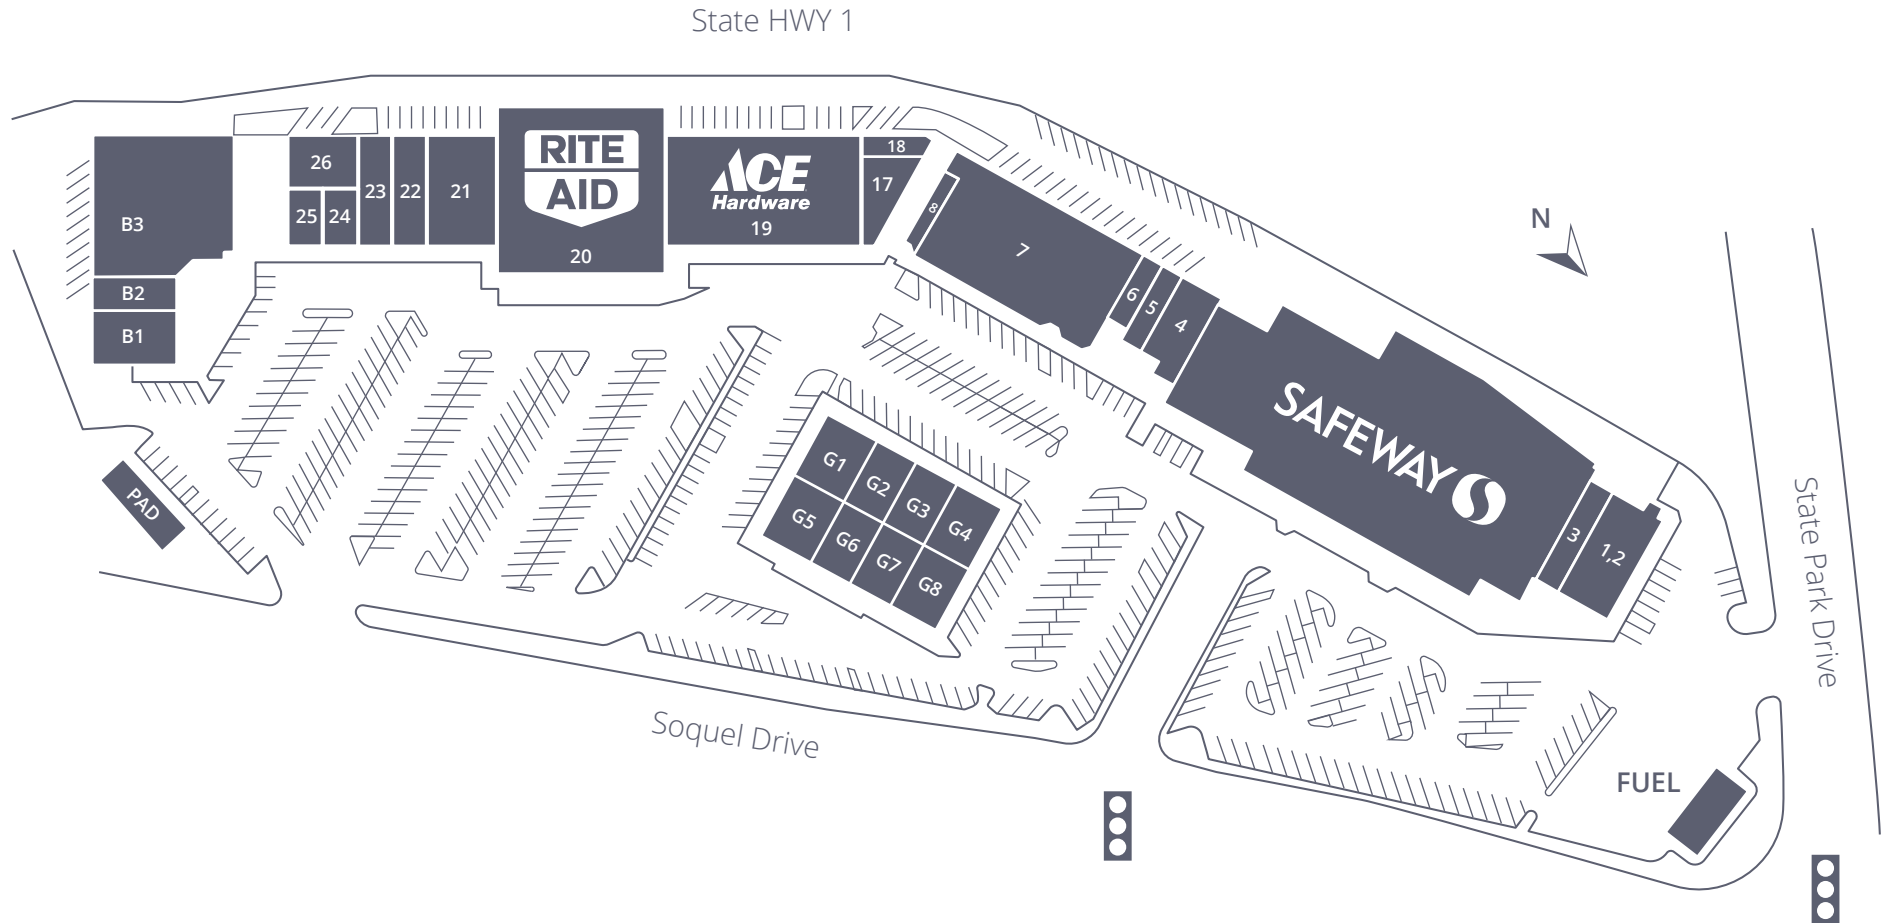 State HWY 1
RITE
AID
20
ACE
Hardware
19
18
17
26
25
24
23
22
21
B3
B2
B1
8
7
6
5
4
N
SAFEWAY
3
1,2
G1
G2
G3
G4
G5
G6
G7
G8
PAD
State Park Drive
Soquel Drive
FUEL